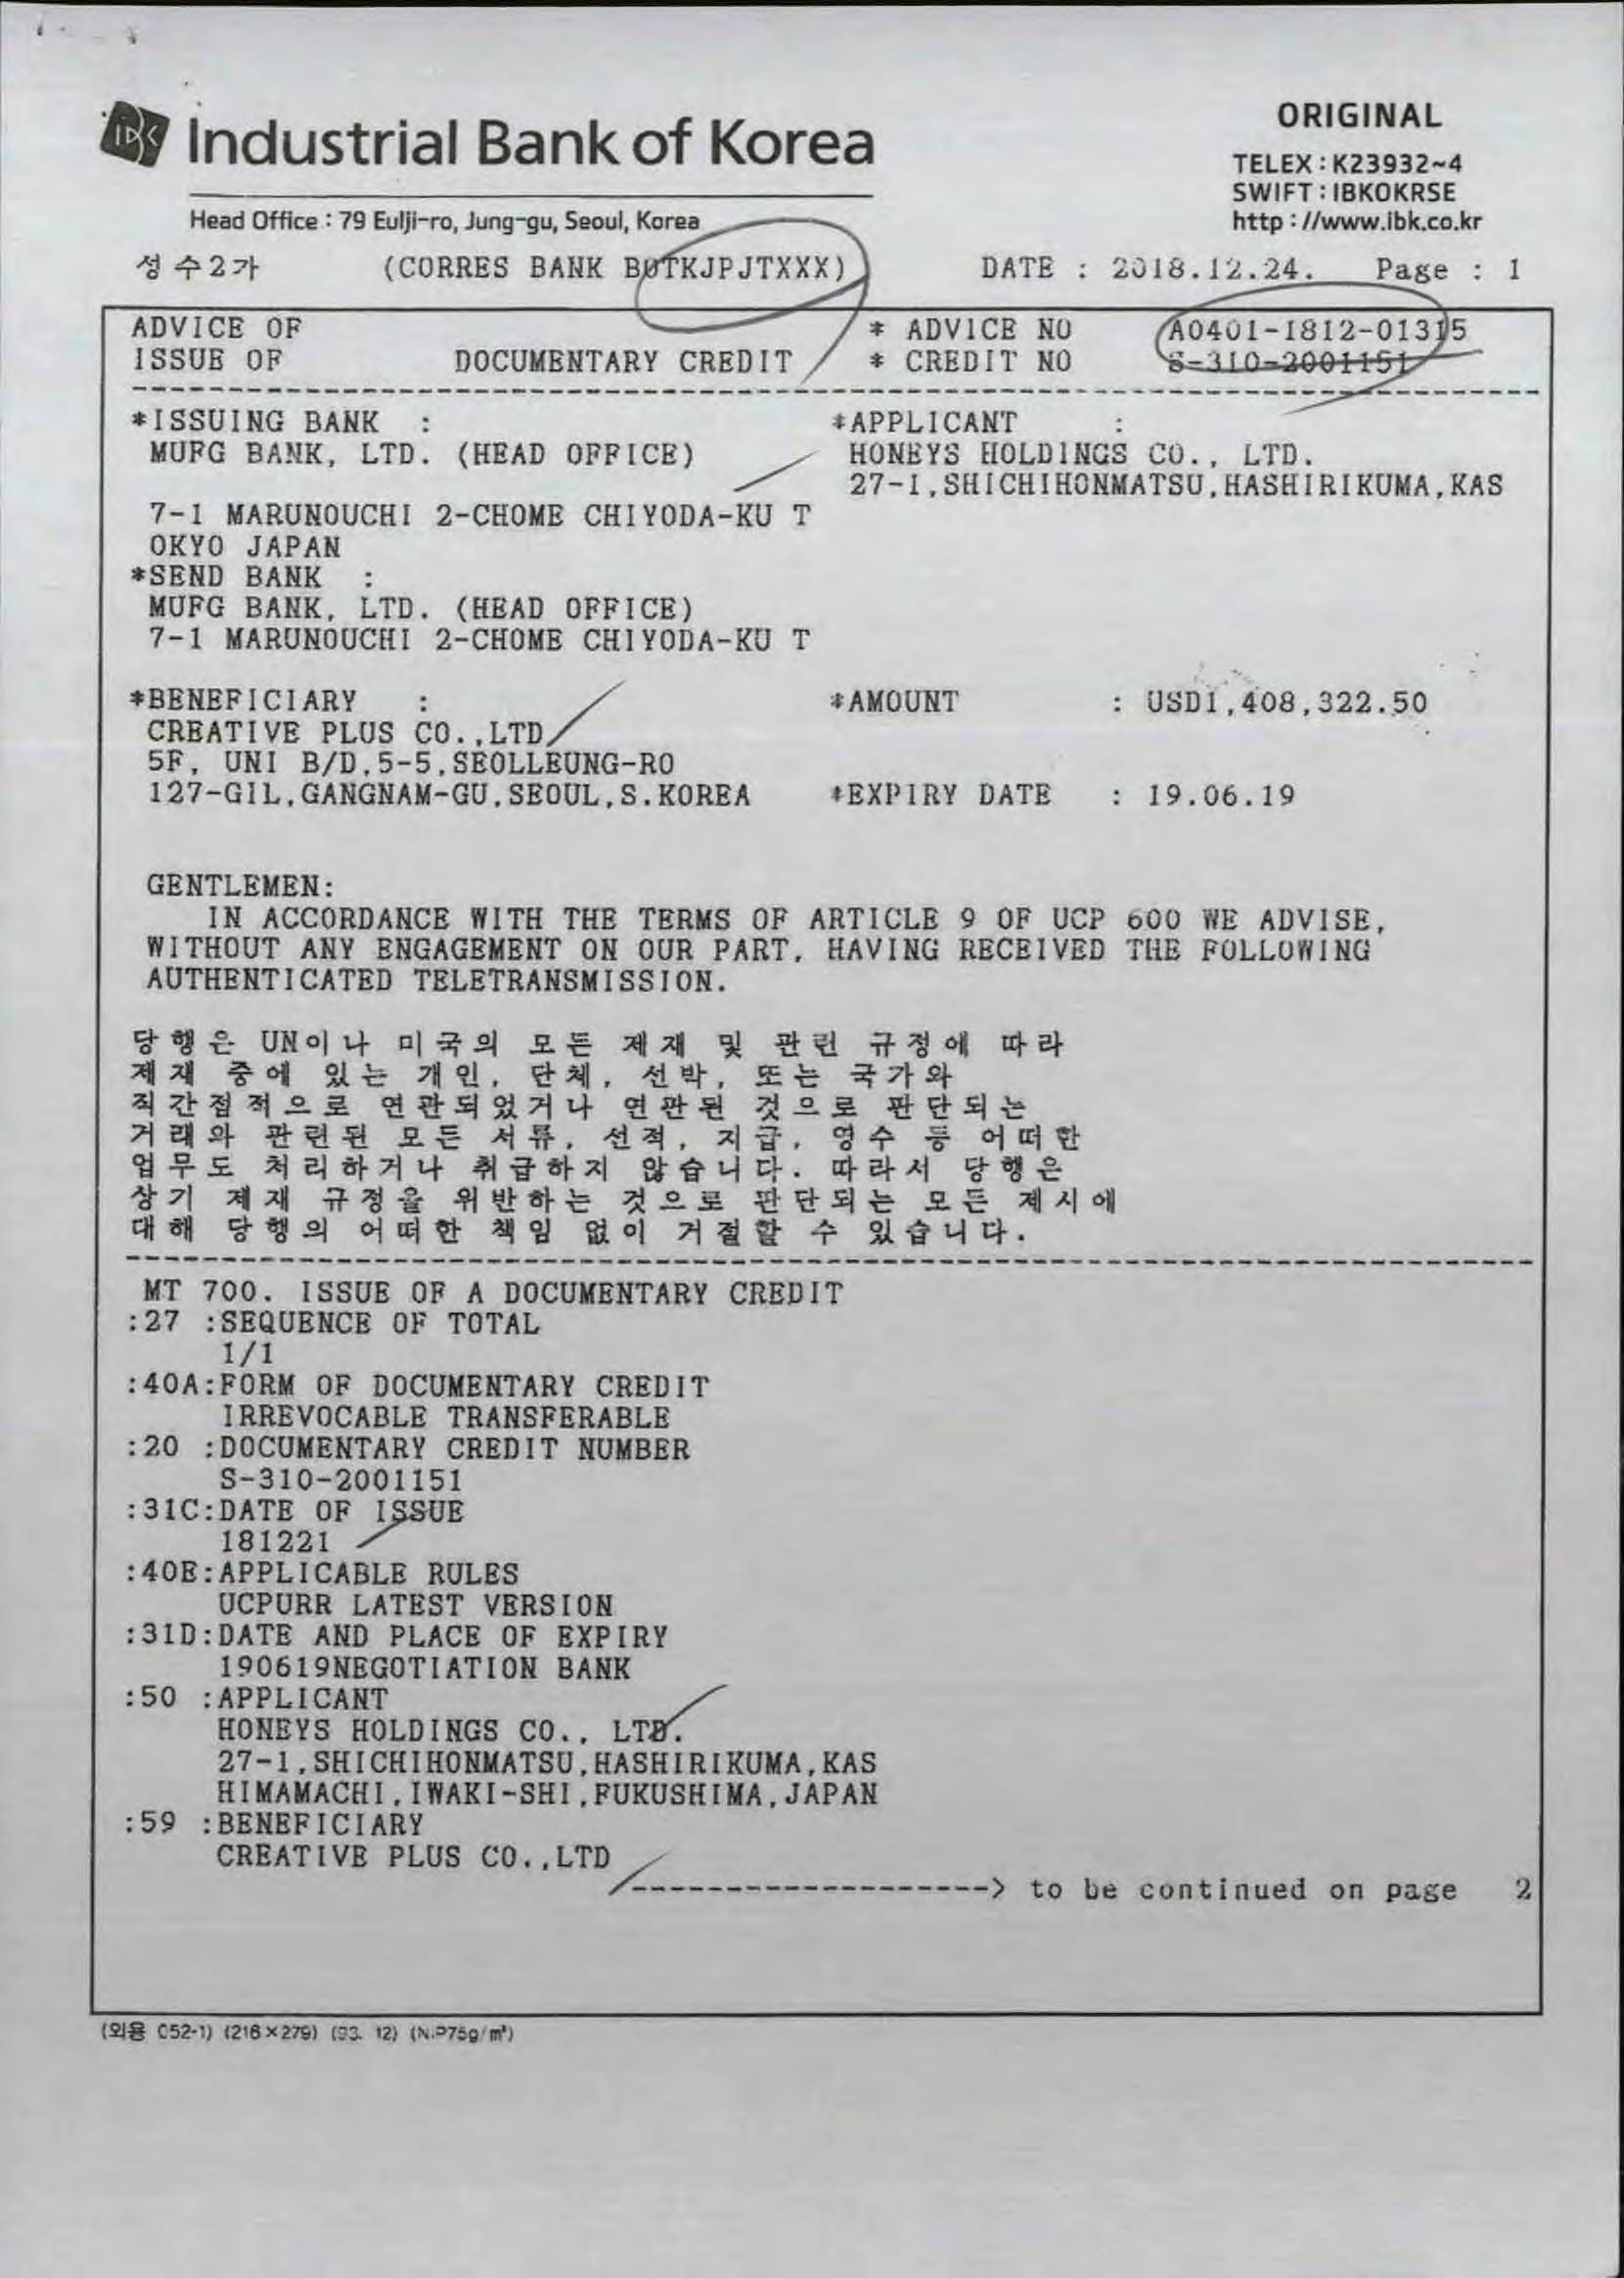 IBK Industrial Bank of Korea
ORIGINAL
TELEX : K23932~4
SWIFT : IBKOKRSE
http : //www.ibk.co.kr
Head Office : 79 Eulji-ro, Jung-gu, Seoul, Korea
성수2가 (CORRES BANK BOTKJPJTXXX) DATE : 2018.12.24. Page : 1
ADVICE OF * ADVICE NO A0401-1812-01315
ISSUE OF DOCUMENTARY CREDIT * CREDIT NO S-310-2001151
*ISSUING BANK : *APPLICANT :
MUFG BANK, LTD. (HEAD OFFICE) HONEYS HOLDINGS CO., LTD.
27-1,SHICHIHONMATSU,HASHIRIKUMA,KAS
7-1 MARUNOUCHI 2-CHOME CHIYODA-KU T
OKYO JAPAN
*SEND BANK :
MUFG BANK, LTD. (HEAD OFFICE)
7-1 MARUNOUCHI 2-CHOME CHIYODA-KU T
*BENEFICIARY : *AMOUNT : USD1,408,322.50
CREATIVE PLUS CO.,LTD
5F, UNI B/D,5-5,SEOLLEUNG-RO
127-GIL,GANGNAM-GU,SEOUL,S.KOREA *EXPIRY DATE : 19.06.19
GENTLEMEN:
IN ACCORDANCE WITH THE TERMS OF ARTICLE 9 OF UCP 600 WE ADVISE,
WITHOUT ANY ENGAGEMENT ON OUR PART, HAVING RECEIVED THE FOLLOWING
AUTHENTICATED TELETRANSMISSION.
당행은 UN이나 미국의 모든 제재 및 관련 규정에 따라
제재 중에 있는 개인, 단체, 선박, 또는 국가와
직간접적으로 연관되었거나 연관된 것으로 판단되는
거래와 관련된 모든 서류, 선적, 지급, 영수 등 어떠한
업무도 처리하거나 취급하지 않습니다. 따라서 당행은
상기 제재 규정을 위반하는 것으로 판단되는 모든 제시에
대해 당행의 어떠한 책임 없이 거절할 수 있습니다.
MT 700. ISSUE OF A DOCUMENTARY CREDIT
:27 :SEQUENCE OF TOTAL
1/1
:40A:FORM OF DOCUMENTARY CREDIT
IRREVOCABLE TRANSFERABLE
:20 :DOCUMENTARY CREDIT NUMBER
S-310-2001151
:31C:DATE OF ISSUE
181221
:40E:APPLICABLE RULES
UCPURR LATEST VERSION
:31D:DATE AND PLACE OF EXPIRY
190619NEGOTIATION BANK
:50 :APPLICANT
HONEYS HOLDINGS CO., LTD.
27-1,SHICHIHONMATSU,HASHIRIKUMA,KAS
HIMAMACHI,IWAKI-SHI,FUKUSHIMA,JAPAN
:59 :BENEFICIARY
CREATIVE PLUS CO.,LTD
--------------------> to be continued on page 2
(외용 C52-1) (216×279) (93. 12) (N.P75g/m²)